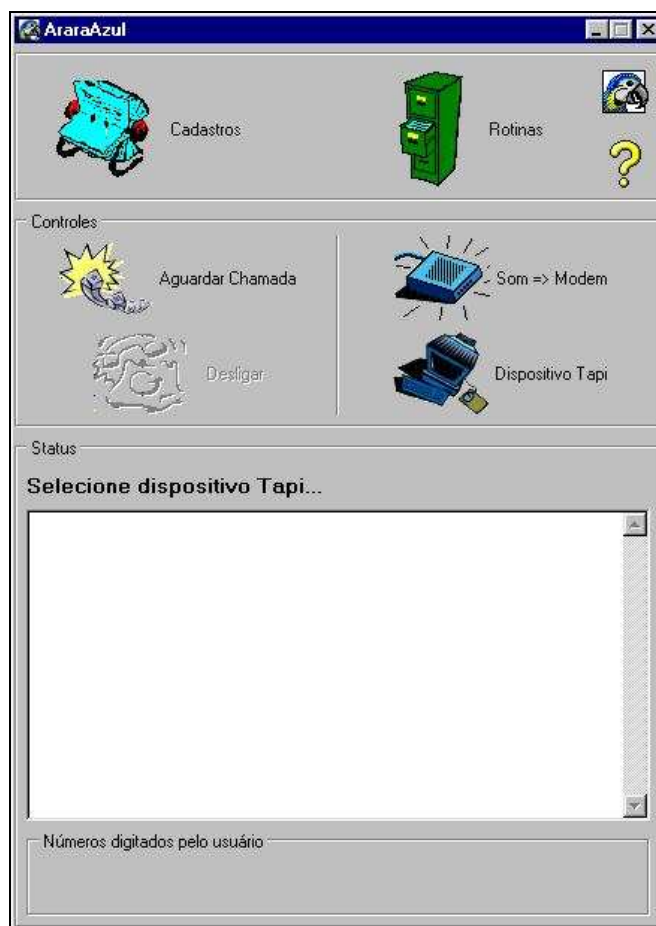 AraraAzul
Cadastros
Rotinas
Controles
Aguardar Chamada
Som => Modem
Desligar
Dispositivo Tapi
Status
Selecione dispositivo Tapi...
Números digitados pelo usuário